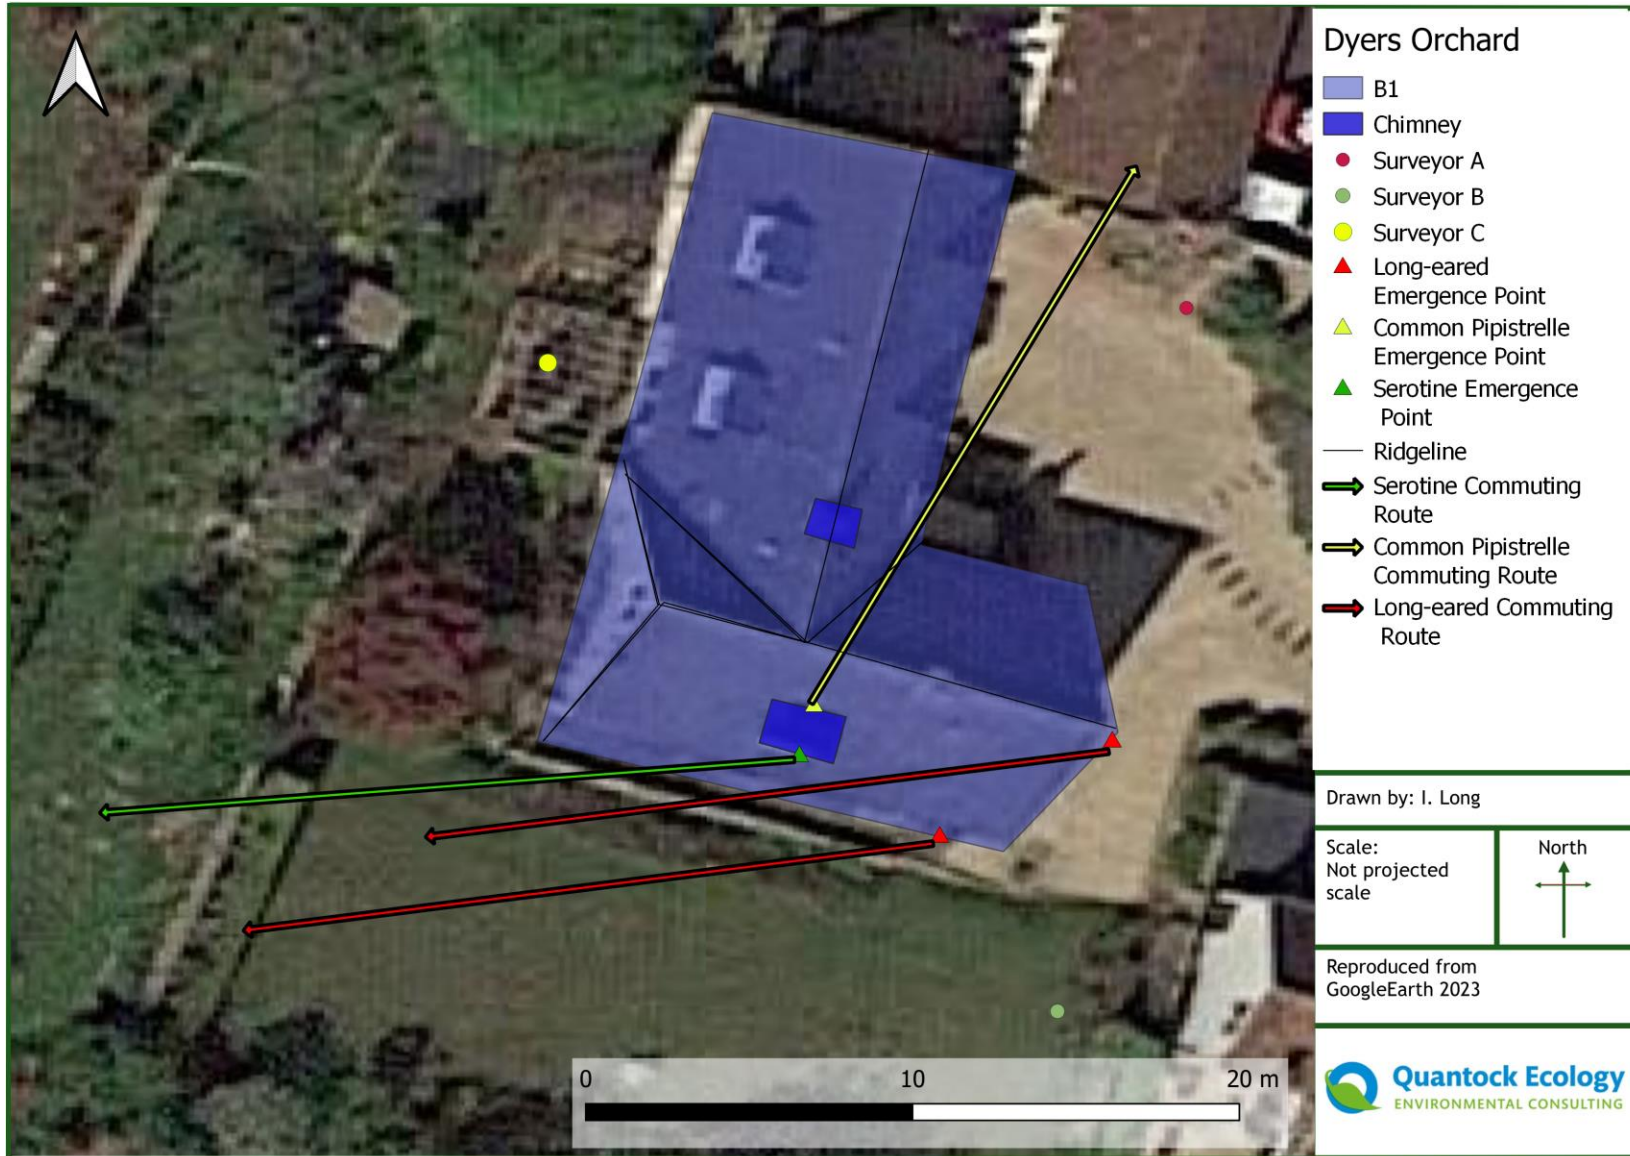 Dyers Orchard
B1
Chimney
Surveyor A
Surveyor B
Surveyor C
Long-eared
Emergence Point
Common Pipistrelle
Emergence Point
Serotine Emergence
Point
Ridgeline
Serotine Commuting
Route
Common Pipistrelle
Commuting Route
Long-eared Commuting
Route
Drawn by: I. Long
Scale:
Not projected
scale
North
Reproduced from
GoogleEarth 2023
Quantock Ecology
ENVIRONMENTAL CONSULTING
0 10 20 m